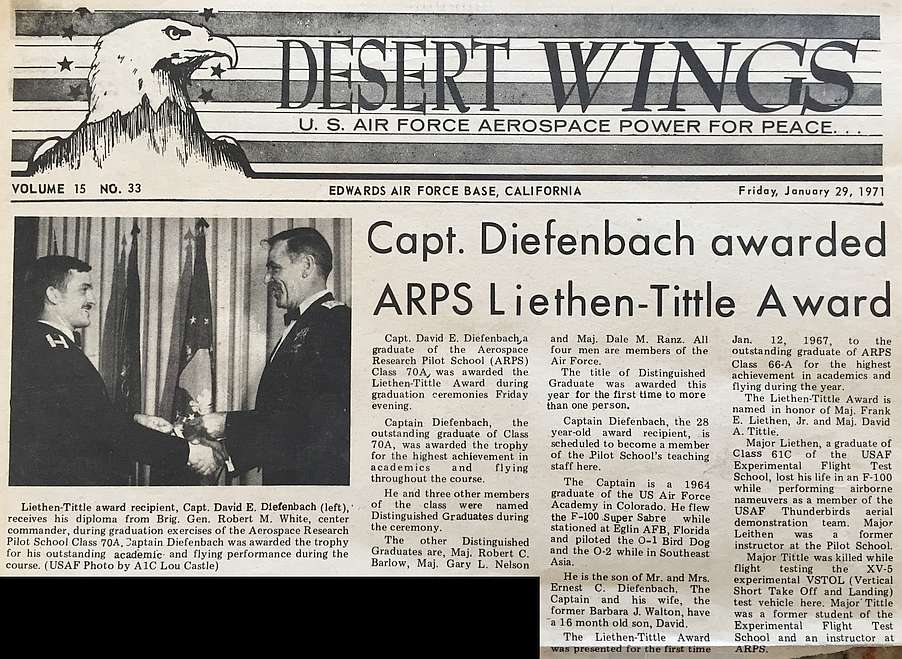 DESERT WINGS
U. S. AIR FORCE AEROSPACE POWER FOR PEACE. . .
VOLUME 15 NO. 33
EDWARDS AIR FORCE BASE, CALIFORNIA
Friday, January 29, 1971
Liethen-Tittle award recipient, Capt. David E. Diefenbach (left),
receives his diploma from Brig. Gen. Robert M. White, center
commander, during graduation exercises of the Aerospace Research
Pilot School Class 70A. Captain Diefenbach was awarded the trophy
for his outstanding academic and flying performance during the
course. (USAF Photo by A1C Lou Castle)
Capt. Diefenbach awarded
ARPS Liethen-Tittle Award
Capt. David E. Diefenbach, a
graduate of the Aerospace
Research Pilot School (ARPS)
Class 70A, was awarded the
Liethen-Tittle Award during
graduation ceremonies Friday
evening.
Captain Diefenbach, the
outstanding graduate of Class
70A, was awarded the trophy
for the highest achievement in
academics and flying
throughout the course.
He and three other members
of the class were named
Distinguished Graduates during
the ceremony.
The other Distinguished
Graduates are, Maj. Robert C.
Barlow, Maj. Gary L. Nelson
and Maj. Dale M. Ranz. All
four men are members of the
Air Force.
The title of Distinguished
Graduate was awarded this
year for the first time to more
than one person.
Captain Diefenbach, the 28
year-old award recipient, is
scheduled to become a member
of the Pilot School's teaching
staff here.
The Captain is a 1964
graduate of the US Air Force
Academy in Colorado. He flew
the F-100 Super Sabre while
stationed at Eglin AFB, Florida
and piloted the O-1 Bird Dog
and the O-2 while in Southeast
Asia.
He is the son of Mr. and Mrs.
Ernest C. Diefenbach. The
Captain and his wife, the
former Barbara J. Walton, have
a 16 month old son, David.
The Liethen-Tittle Award
was presented for the first time
Jan. 12, 1967, to the
outstanding graduate of ARPS
Class 66-A for the highest
achievement in academics and
flying during the year.
The Liethen-Tittle Award is
named in honor of Maj. Frank
E. Liethen, Jr. and Maj. David
A. Tittle.
Major Liethen, a graduate of
Class 61C of the USAF
Experimental Flight Test
School, lost his life in an F-100
while performing airborne
maneuvers as a member of the
USAF Thunderbirds aerial
demonstration team. Major
Leithen was a former
instructor at the Pilot School.
Major Tittle was killed while
flight testing the XV-5
experimental VSTOL (Vertical
Short Take Off and Landing)
test vehicle here. Major Tittle
was a former student of the
Experimental Flight Test
School and an instructor at
ARPS.